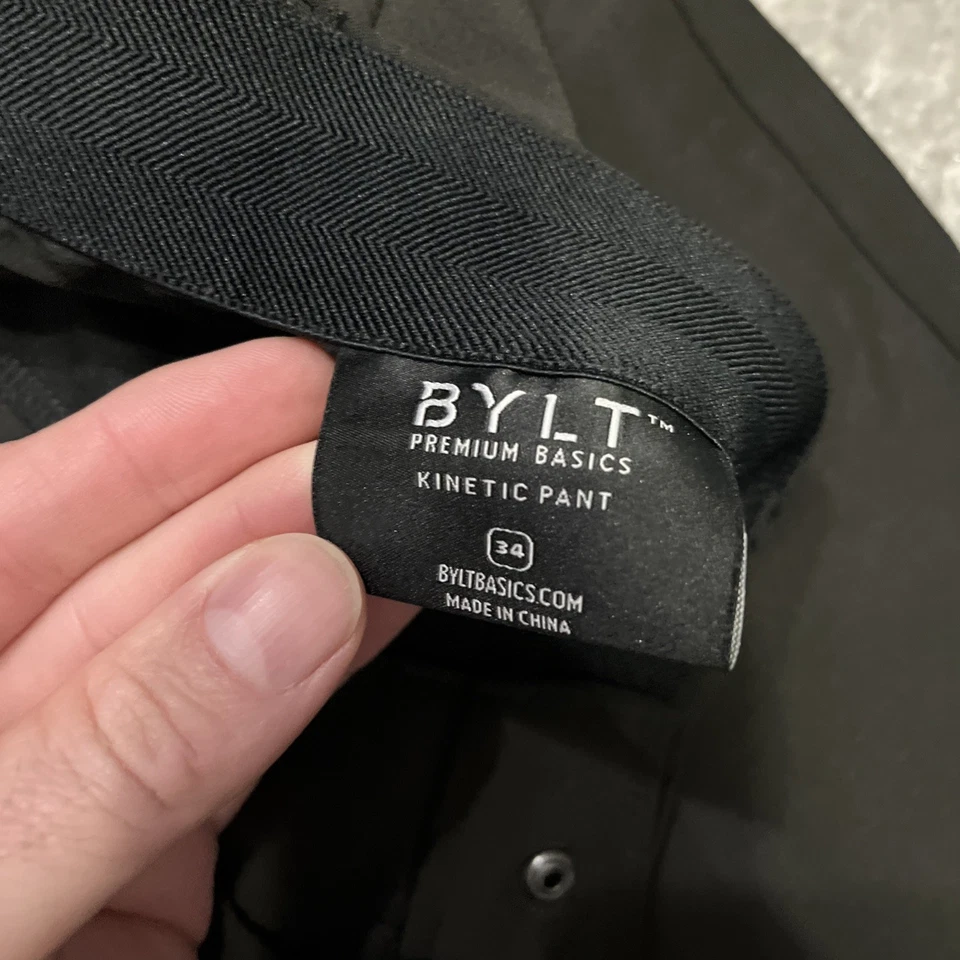 BYLT™
PREMIUM BASICS
KINETIC PANT
34
BYLTBASICS.COM
MADE IN CHINA